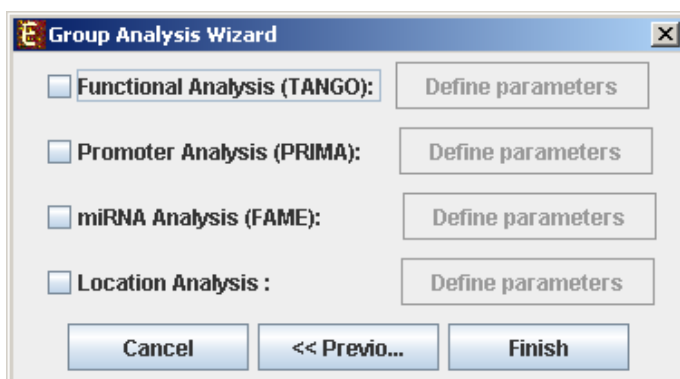 E Group Analysis Wizard
Functional Analysis (TANGO): Define parameters
Promoter Analysis (PRIMA): Define parameters
miRNA Analysis (FAME): Define parameters
Location Analysis : Define parameters
Cancel << Previo... Finish